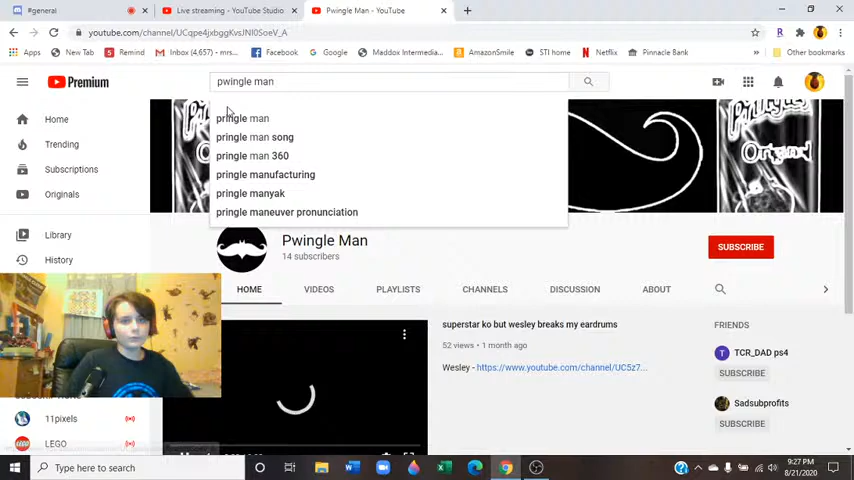 #general
Live streaming - YouTube Studio
Pwingle Man - YouTube
youtube.com/channel/UCqpe4jxbggKvsJNl0SoeV_A
Apps
New Tab
Remind
Inbox (4,657) - mrs...
Facebook
Google
Maddox Intermediat...
AmazonSmile
STI home
Netflix
Pinnacle Bank
Other bookmarks
Premium
pwingle man
pringle man
pringle man song
pringle man 360
pringle manufacturing
pringle manyak
pringle maneuver pronunciation
Home
Trending
Subscriptions
Originals
Library
History
11pixels
LEGO
Original
Pwingle Man
14 subscribers
SUBSCRIBE
HOME
VIDEOS
PLAYLISTS
CHANNELS
DISCUSSION
ABOUT
superstar ko but wesley breaks my eardrums
52 views • 1 month ago
Wesley - https://www.youtube.com/channel/UC5z7...
FRIENDS
TCR_DAD ps4
SUBSCRIBE
Sadsubprofits
SUBSCRIBE
Type here to search
9:27 PM
8/21/2020